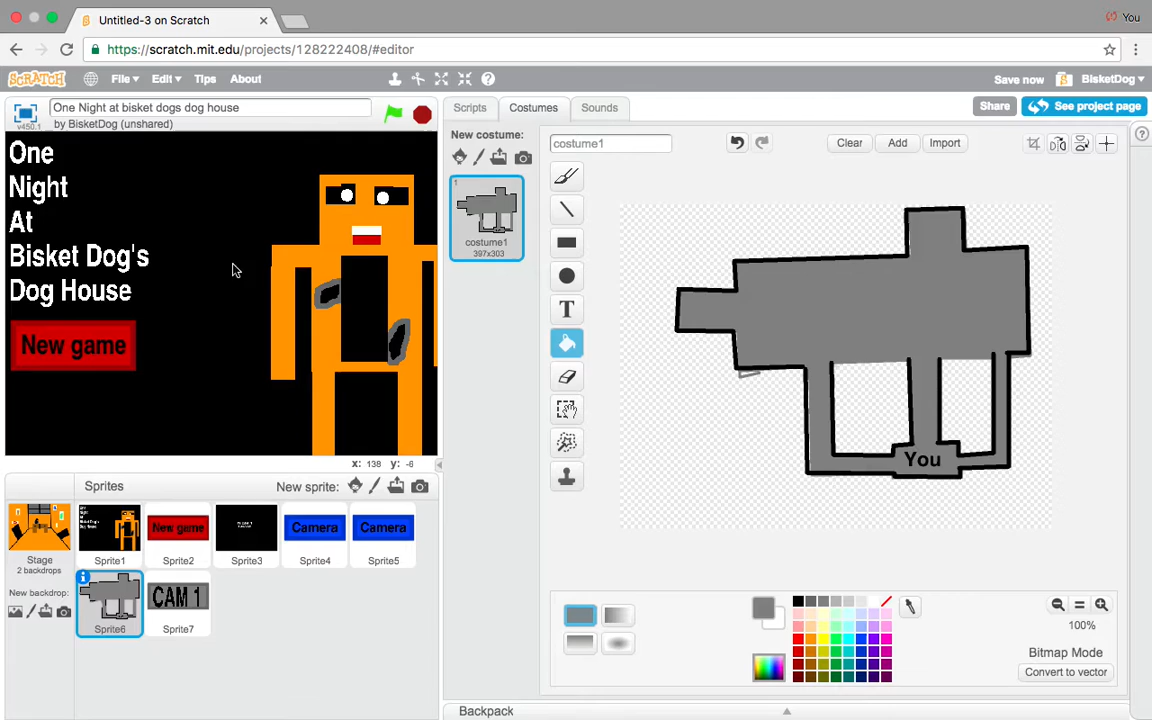 Untitled-3 on Scratch
You
https://scratch.mit.edu/projects/128222408/#editor
SCRATCH
File
Edit
Tips
About
Save now
BisketDog
v450.1
One Night at bisket dogs dog house
by BisketDog (unshared)
Scripts
Costumes
Sounds
Share
See project page
New costume:
costume1
Clear
Add
Import
1
costume1
397x303
One
Night
At
Bisket Dog's
Dog House
New game
You
x: 138 y: -6
Sprites
New sprite:
Stage
2 backdrops
New backdrop:
New game
Camera
Camera
Sprite1
Sprite2
Sprite3
Sprite4
Sprite5
CAM 1
Sprite6
Sprite7
T
100%
Bitmap Mode
Convert to vector
Backpack